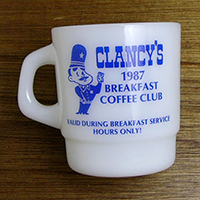 CLANCY'S
1987
BREAKFAST
COFFEE CLUB
VALID DURING BREAKFAST SERVICE
HOURS ONLY!